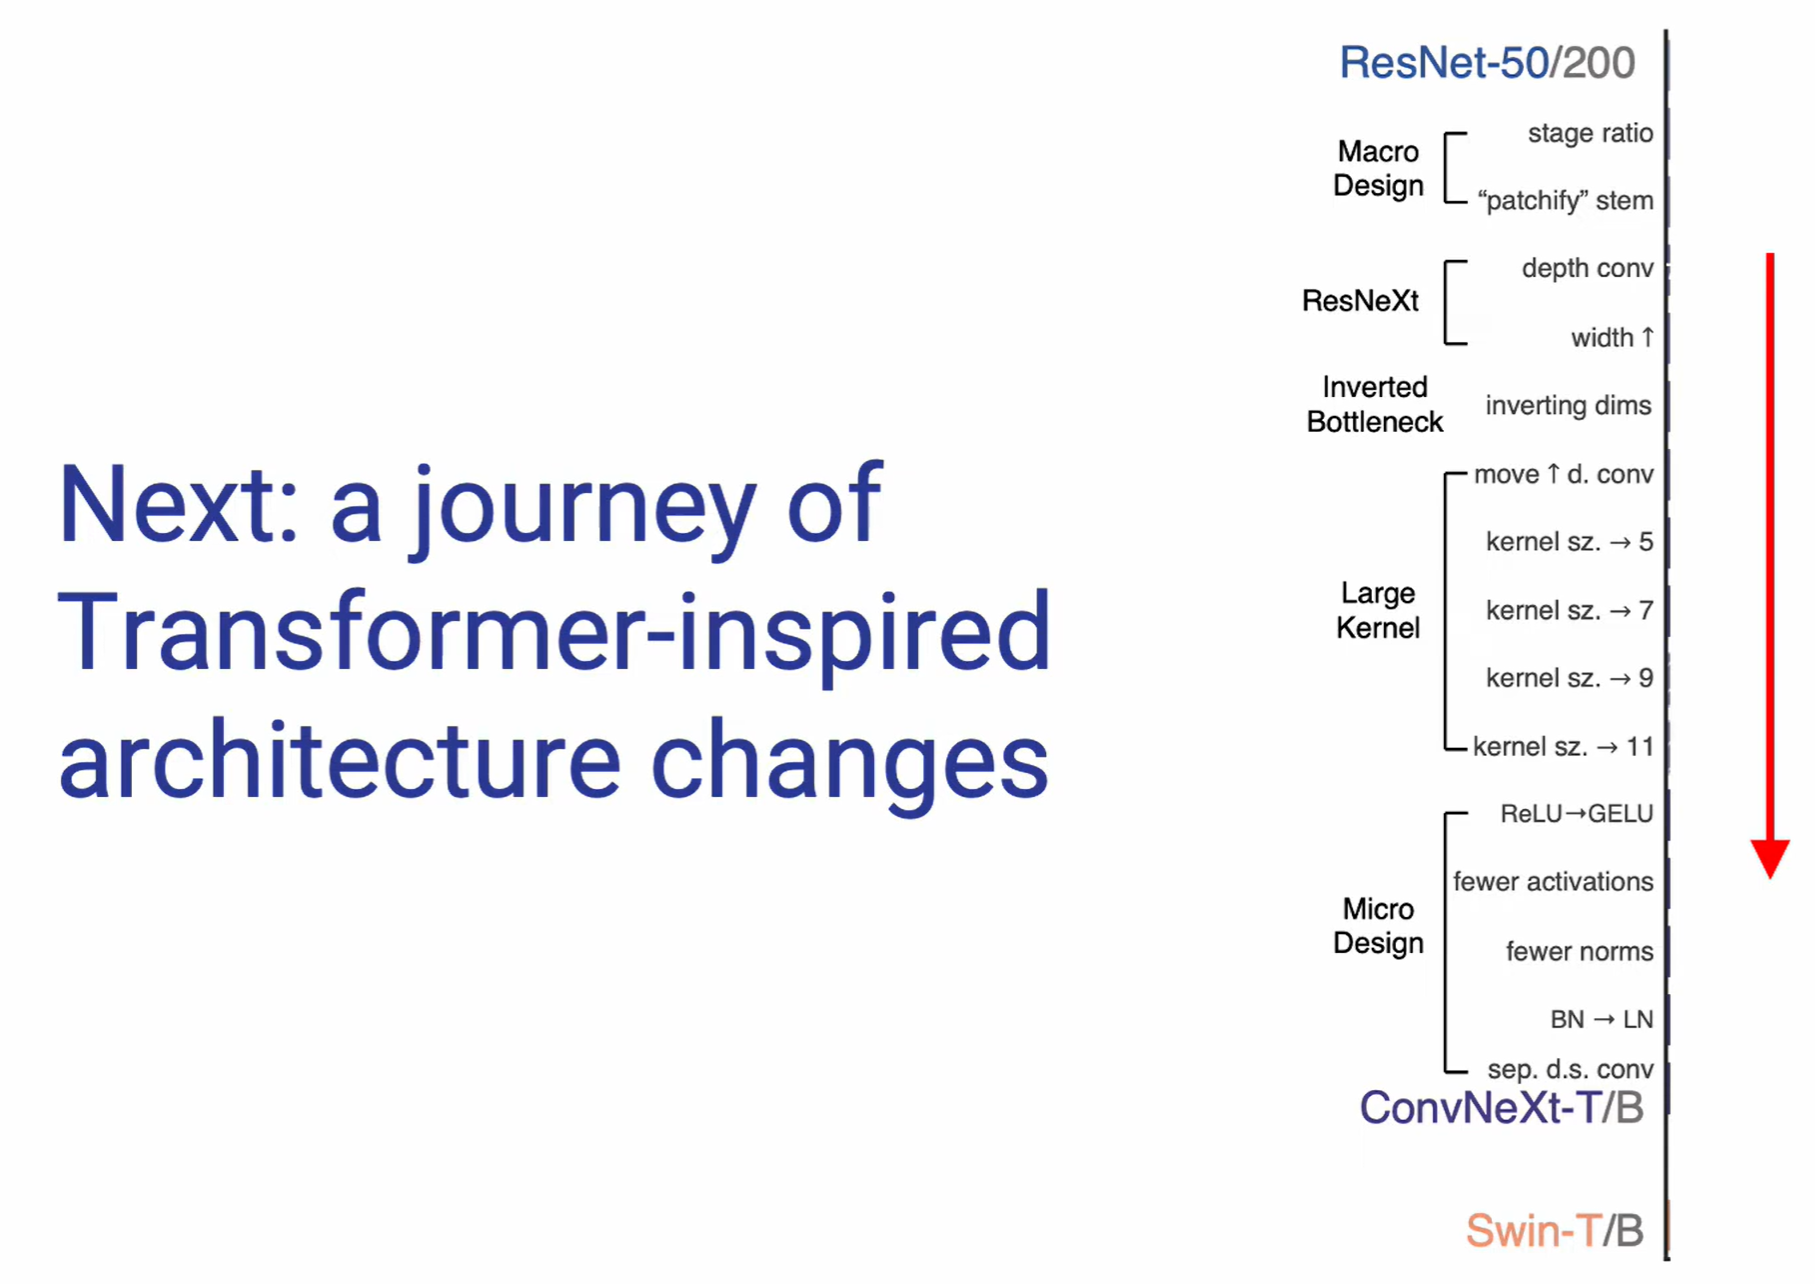 Next: a journey of
Transformer-inspired
architecture changes
ResNet-50/200
Macro
Design
stage ratio
“patchify” stem
ResNeXt
depth conv
width ↑
Inverted
Bottleneck
inverting dims
Large
Kernel
move ↑ d. conv
kernel sz. → 5
kernel sz. → 7
kernel sz. → 9
kernel sz. → 11
Micro
Design
ReLU→GELU
fewer activations
fewer norms
BN → LN
sep. d.s. conv
ConvNeXt-T/B
Swin-T/B